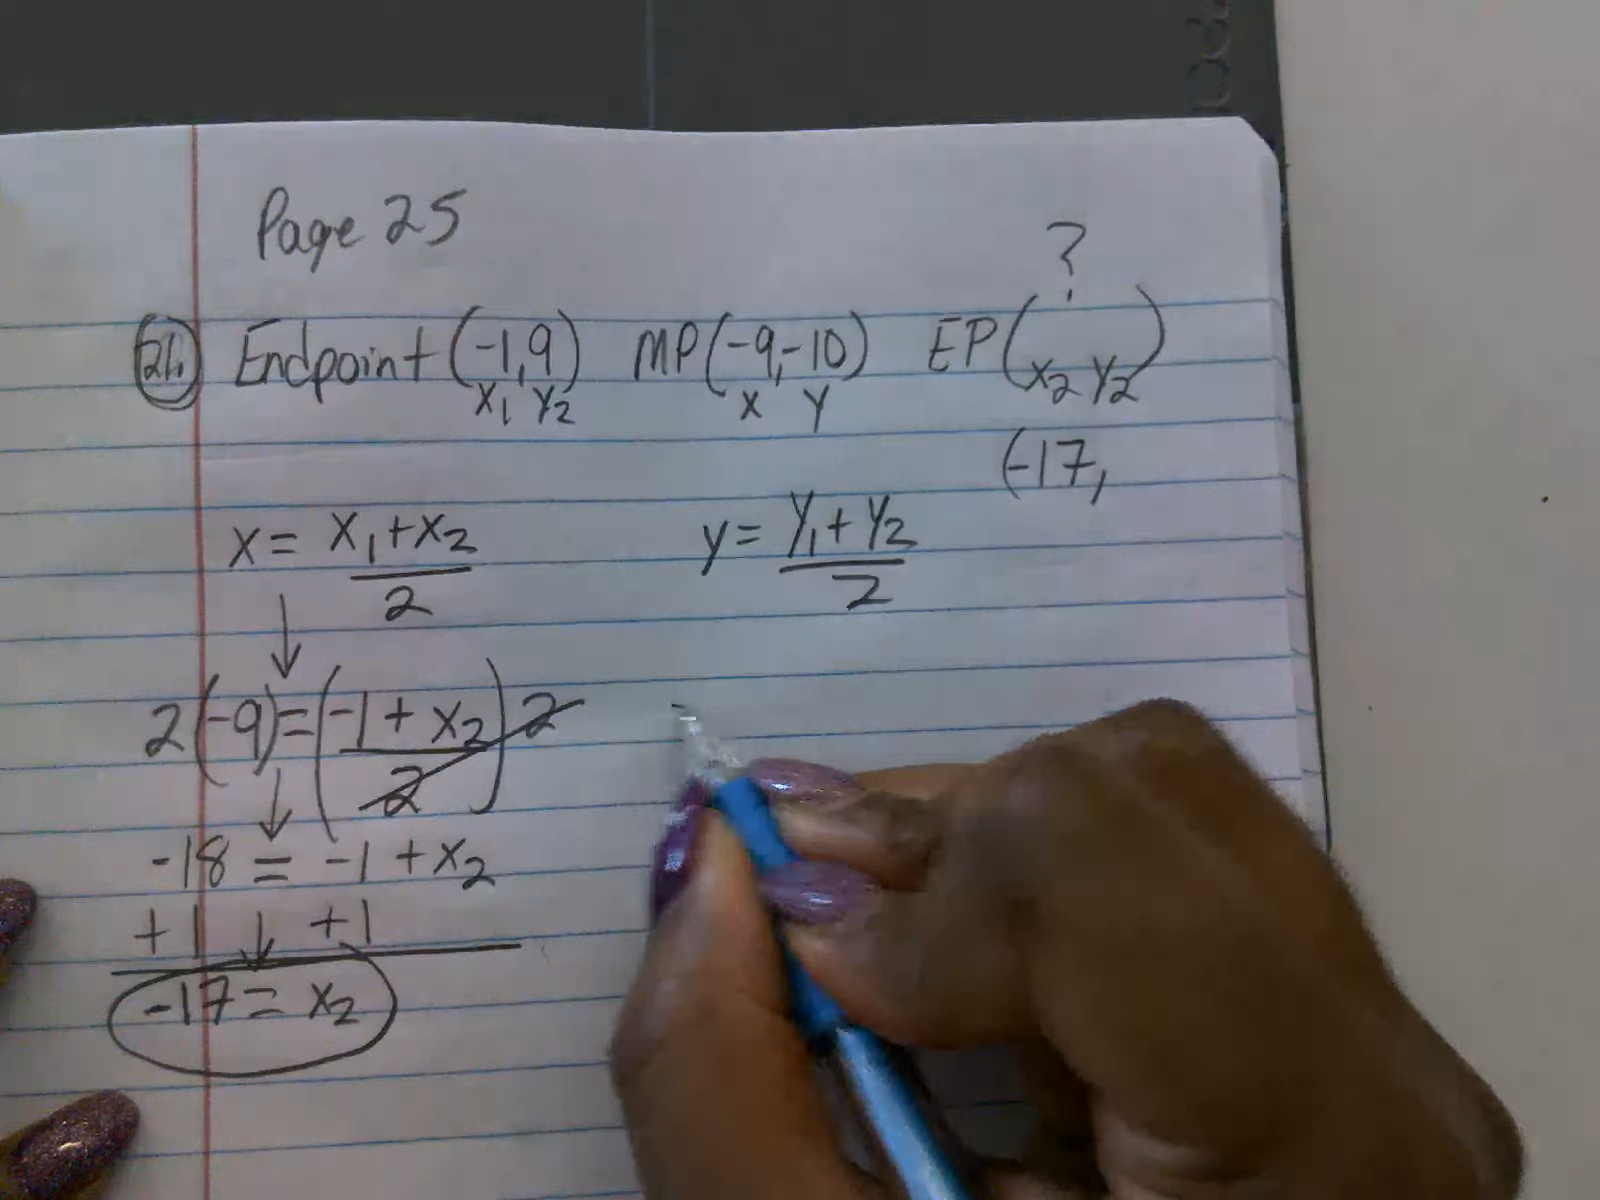 Page 25
?
21. Endpoint (-1,9) MP(-9,-10) EP( )
x₁ y₂ x y x₂ y₂
(-17,
x = x₁+x₂ / 2 y = y₁+y₂ / 2
2(-9)=(-1 + x₂ / 2)2
-18 = -1 + x₂
+1 +1
-17 = x₂